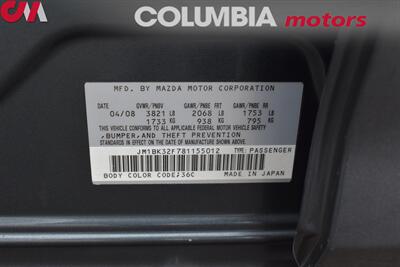 CM
COLUMBIA motors
MFD. BY MAZDA MOTOR CORPORATION
GVWR/PNBV GAWR/PNBE FRT GAWR/PNBE RR
04/08 3821 LB 2068 LB 1753 LB
1733 KG 938 KG 795 KG
THIS VEHICLE CONFORMS TO ALL APPLICABLE FEDERAL MOTOR VEHICLE SAFETY
,BUMPER,AND THEFT PREVENTION
STANDARDS IN EFFECT ON THE DATE OF MANUFACTURE SHOWN ABOVE.
JM1BK32F781155012 TYPE:PASSENGER
BODY COLOR CODE;36C MADE IN JAPAN